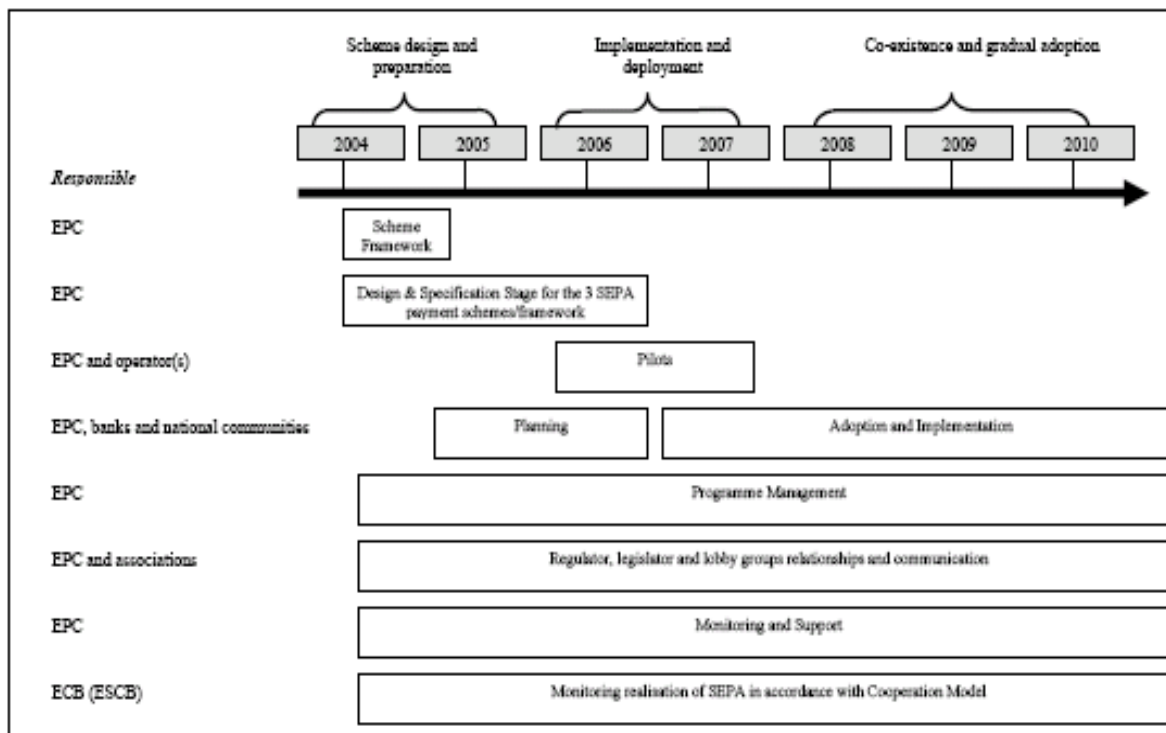 Scheme design and
preparation
Implementation and
deployment
Co-existence and gradual adoption
2004
2005
2006
2007
2008
2009
2010
Responsible
EPC
Scheme
Framework
EPC
Design & Specification Stage for the 3 SEPA
payment schemes/framework
EPC and operator(s)
Pilots
EPC, banks and national communities
Planning
Adoption and Implementation
EPC
Programme Management
EPC and associations
Regulator, legislator and lobby groups relationships and communication
EPC
Monitoring and Support
ECB (ESCB)
Monitoring realisation of SEPA in accordance with Cooperation Model